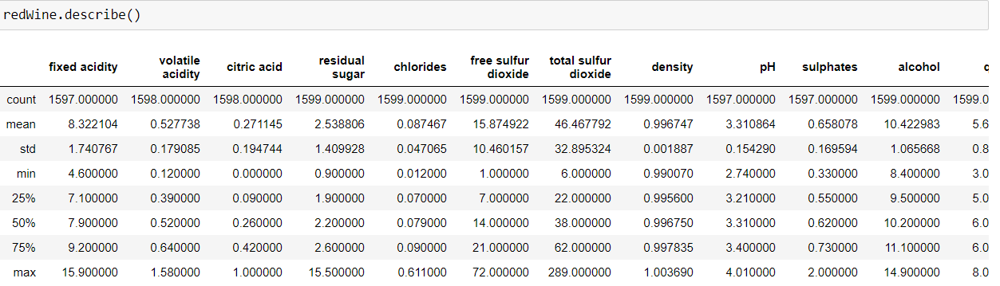 redWine.describe()
fixed acidity volatile acidity citric acid residual sugar chlorides free sulfur dioxide total sulfur dioxide density pH sulphates alcohol q
count 1597.000000 1598.000000 1598.000000 1599.000000 1599.000000 1599.000000 1599.000000 1599.000000 1597.000000 1597.000000 1599.000000 1599.0
mean 8.322104 0.527738 0.271145 2.538806 0.087467 15.874922 46.467792 0.996747 3.310864 0.658078 10.422983 5.6
std 1.740767 0.179085 0.194744 1.409928 0.047065 10.460157 32.895324 0.001887 0.154290 0.169594 1.065668 0.8
min 4.600000 0.120000 0.000000 0.900000 0.012000 1.000000 6.000000 0.990070 2.740000 0.330000 8.400000 3.0
25% 7.100000 0.390000 0.090000 1.900000 0.070000 7.000000 22.000000 0.995600 3.210000 0.550000 9.500000 5.0
50% 7.900000 0.520000 0.260000 2.200000 0.079000 14.000000 38.000000 0.996750 3.310000 0.620000 10.200000 6.0
75% 9.200000 0.640000 0.420000 2.600000 0.090000 21.000000 62.000000 0.997835 3.400000 0.730000 11.100000 6.0
max 15.900000 1.580000 1.000000 15.500000 0.611000 72.000000 289.000000 1.003690 4.010000 2.000000 14.900000 8.0